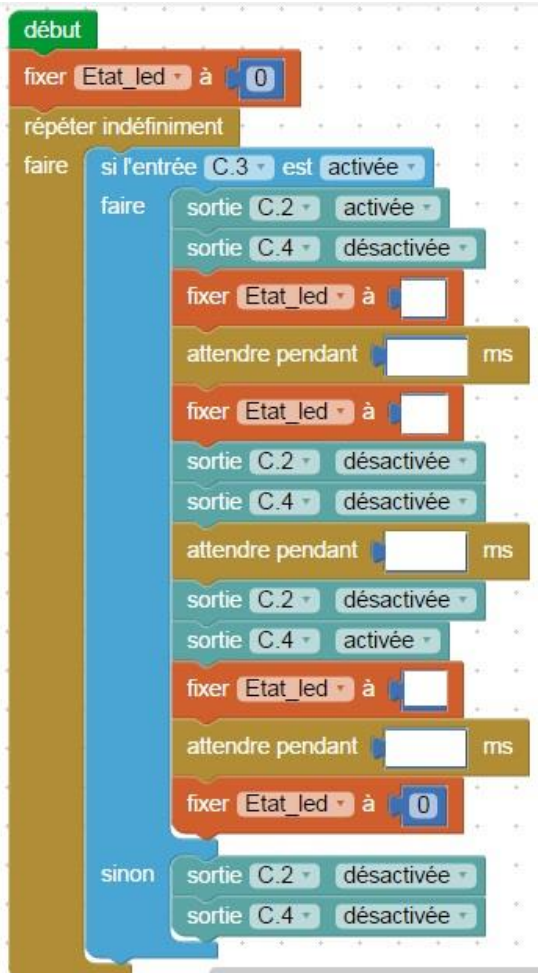 début
fixer Etat_led à 0
répéter indéfiniment
faire si l'entrée C.3 est activée
faire sortie C.2 activée
sortie C.4 désactivée
fixer Etat_led à
attendre pendant ms
fixer Etat_led à
sortie C.2 désactivée
sortie C.4 désactivée
attendre pendant ms
sortie C.2 désactivée
sortie C.4 activée
fixer Etat_led à
attendre pendant ms
fixer Etat_led à 0
sinon sortie C.2 désactivée
sortie C.4 désactivée